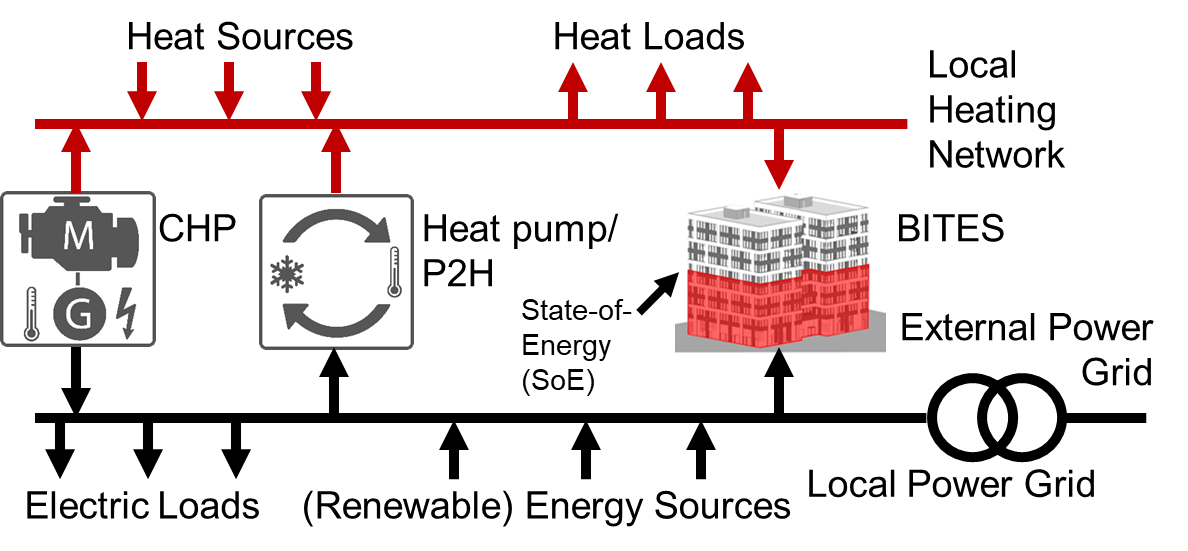 Heat Sources
Heat Loads
Local
Heating
Network
M
CHP
G
Heat pump/
P2H
BITES
State-of-
Energy
(SoE)
External Power
Grid
Electric Loads
(Renewable) Energy Sources
Local Power Grid